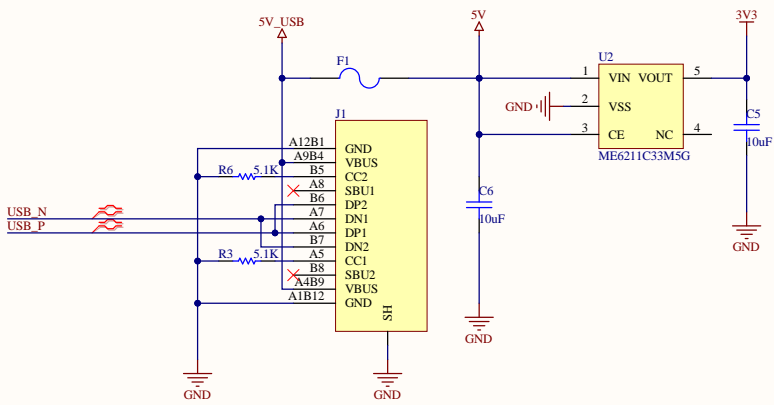 5V_USB
5V
3V3
F1
U2
1 VIN VOUT 5
GND 2 VSS
3 CE NC 4
ME6211C33M5G
C5
10uF
GND
J1
A12B1 GND
A9B4 VBUS
R6 5.1K B5 CC2
A8 SBU1
B6 DP2
USB_N A7 DN1
USB_P A6 DP1
B7 DN2
R3 5.1K A5 CC1
B8 SBU2
A4B9 VBUS
A1B12 GND
SH
C6
10uF
GND
GND
GND